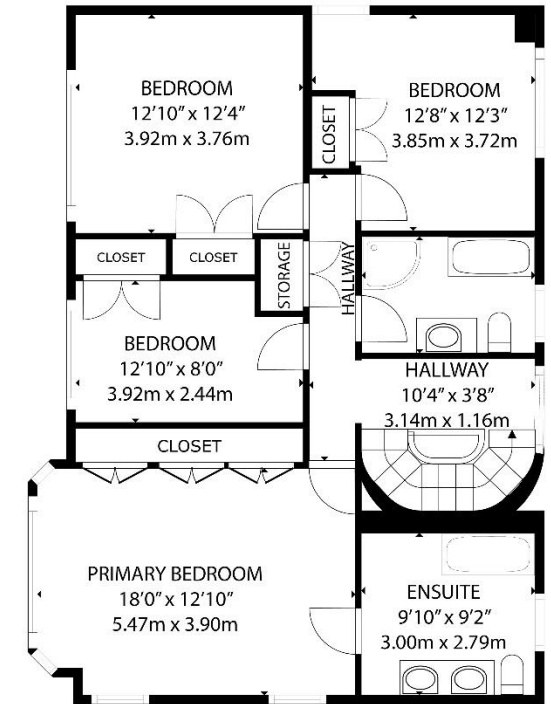 BEDROOM
12'10" x 12'4"
3.92m x 3.76m
BEDROOM
12'8" x 12'3"
3.85m x 3.72m
CLOSET
CLOSET
CLOSET
STORAGE
HALLWAY
BEDROOM
12'10" x 8'0"
3.92m x 2.44m
HALLWAY
10'4" x 3'8"
3.14m x 1.16m
CLOSET
PRIMARY BEDROOM
18'0" x 12'10"
5.47m x 3.90m
ENSUITE
9'10" x 9'2"
3.00m x 2.79m